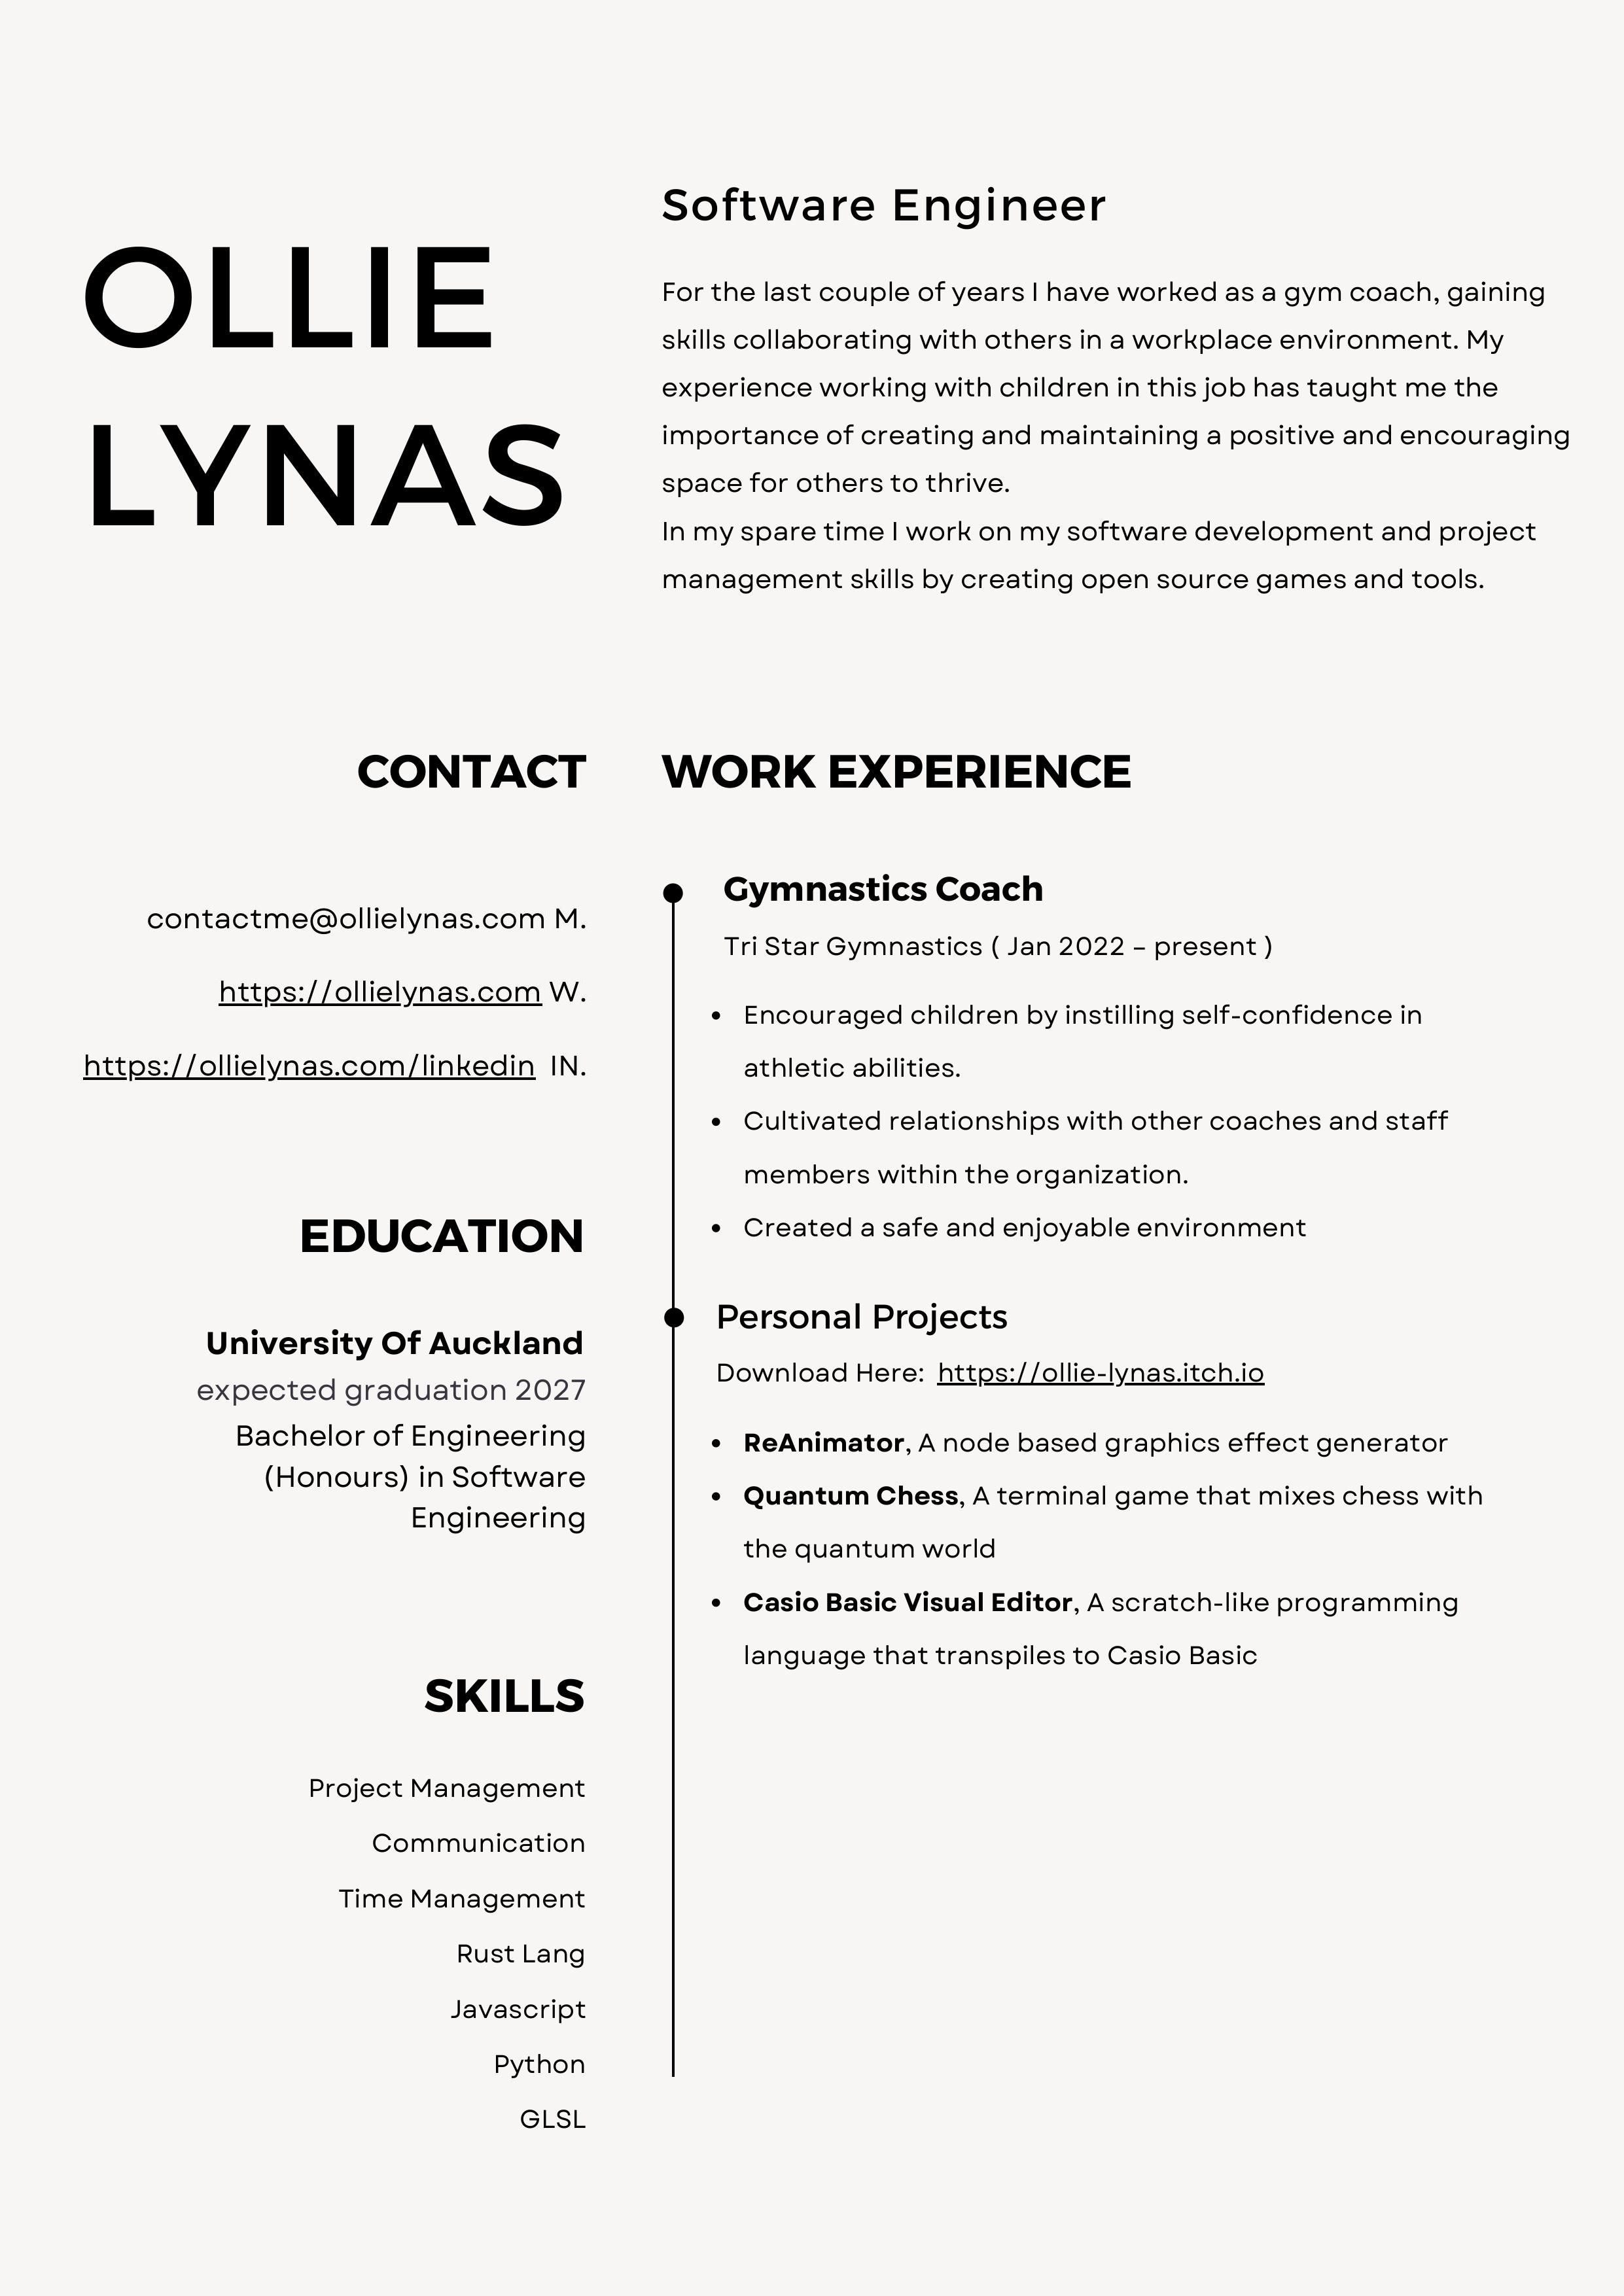 OLLIE
LYNAS
Software Engineer
For the last couple of years I have worked as a gym coach, gaining
skills collaborating with others in a workplace environment. My
experience working with children in this job has taught me the
importance of creating and maintaining a positive and encouraging
space for others to thrive.
In my spare time I work on my software development and project
management skills by creating open source games and tools.
CONTACT
contactme@ollielynas.com M.
https://ollielynas.com W.
https://ollielynas.com/linkedin IN.
EDUCATION
University Of Auckland
expected graduation 2027
Bachelor of Engineering
(Honours) in Software
Engineering
SKILLS
Project Management
Communication
Time Management
Rust Lang
Javascript
Python
GLSL
WORK EXPERIENCE
Gymnastics Coach
Tri Star Gymnastics ( Jan 2022 – present )
• Encouraged children by instilling self-confidence in
athletic abilities.
• Cultivated relationships with other coaches and staff
members within the organization.
• Created a safe and enjoyable environment
Personal Projects
Download Here: https://ollie-lynas.itch.io
• ReAnimator, A node based graphics effect generator
• Quantum Chess, A terminal game that mixes chess with
the quantum world
• Casio Basic Visual Editor, A scratch-like programming
language that transpiles to Casio Basic